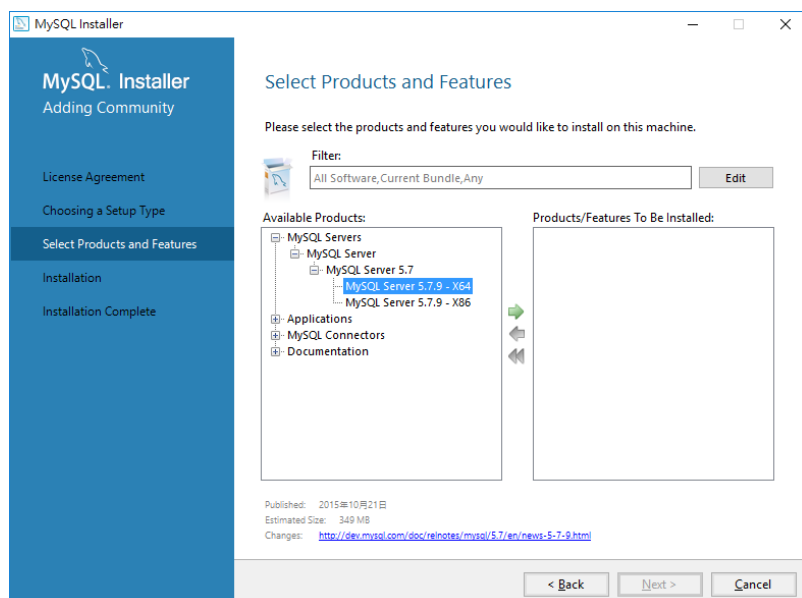 MySQL Installer
MySQL. Installer
Adding Community
License Agreement
Choosing a Setup Type
Select Products and Features
Installation
Installation Complete
Select Products and Features
Please select the products and features you would like to install on this machine.
Filter:
All Software,Current Bundle,Any
Edit
Available Products:
MySQL Servers
MySQL Server
MySQL Server 5.7
MySQL Server 5.7.9 - X64
MySQL Server 5.7.9 - X86
Applications
MySQL Connectors
Documentation
Products/Features To Be Installed:
Published: 2015年10月21日
Estimated Size: 349 MB
Changes: http://dev.mysql.com/doc/relnotes/mysql/5.7/en/news-5-7-9.html
< Back
Next >
Cancel